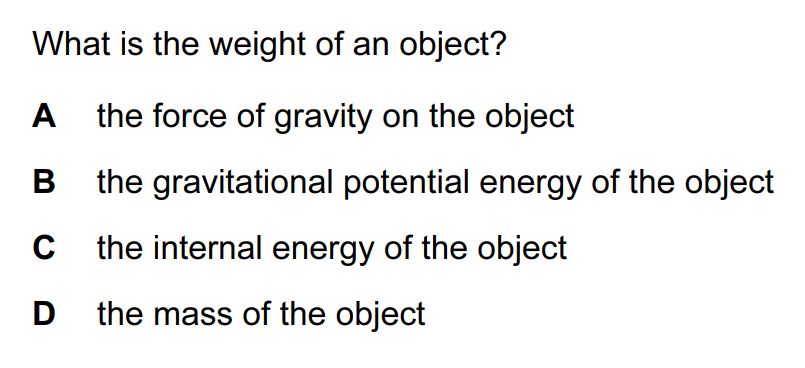 What is the weight of an object?
A the force of gravity on the object
B the gravitational potential energy of the object
C the internal energy of the object
D the mass of the object